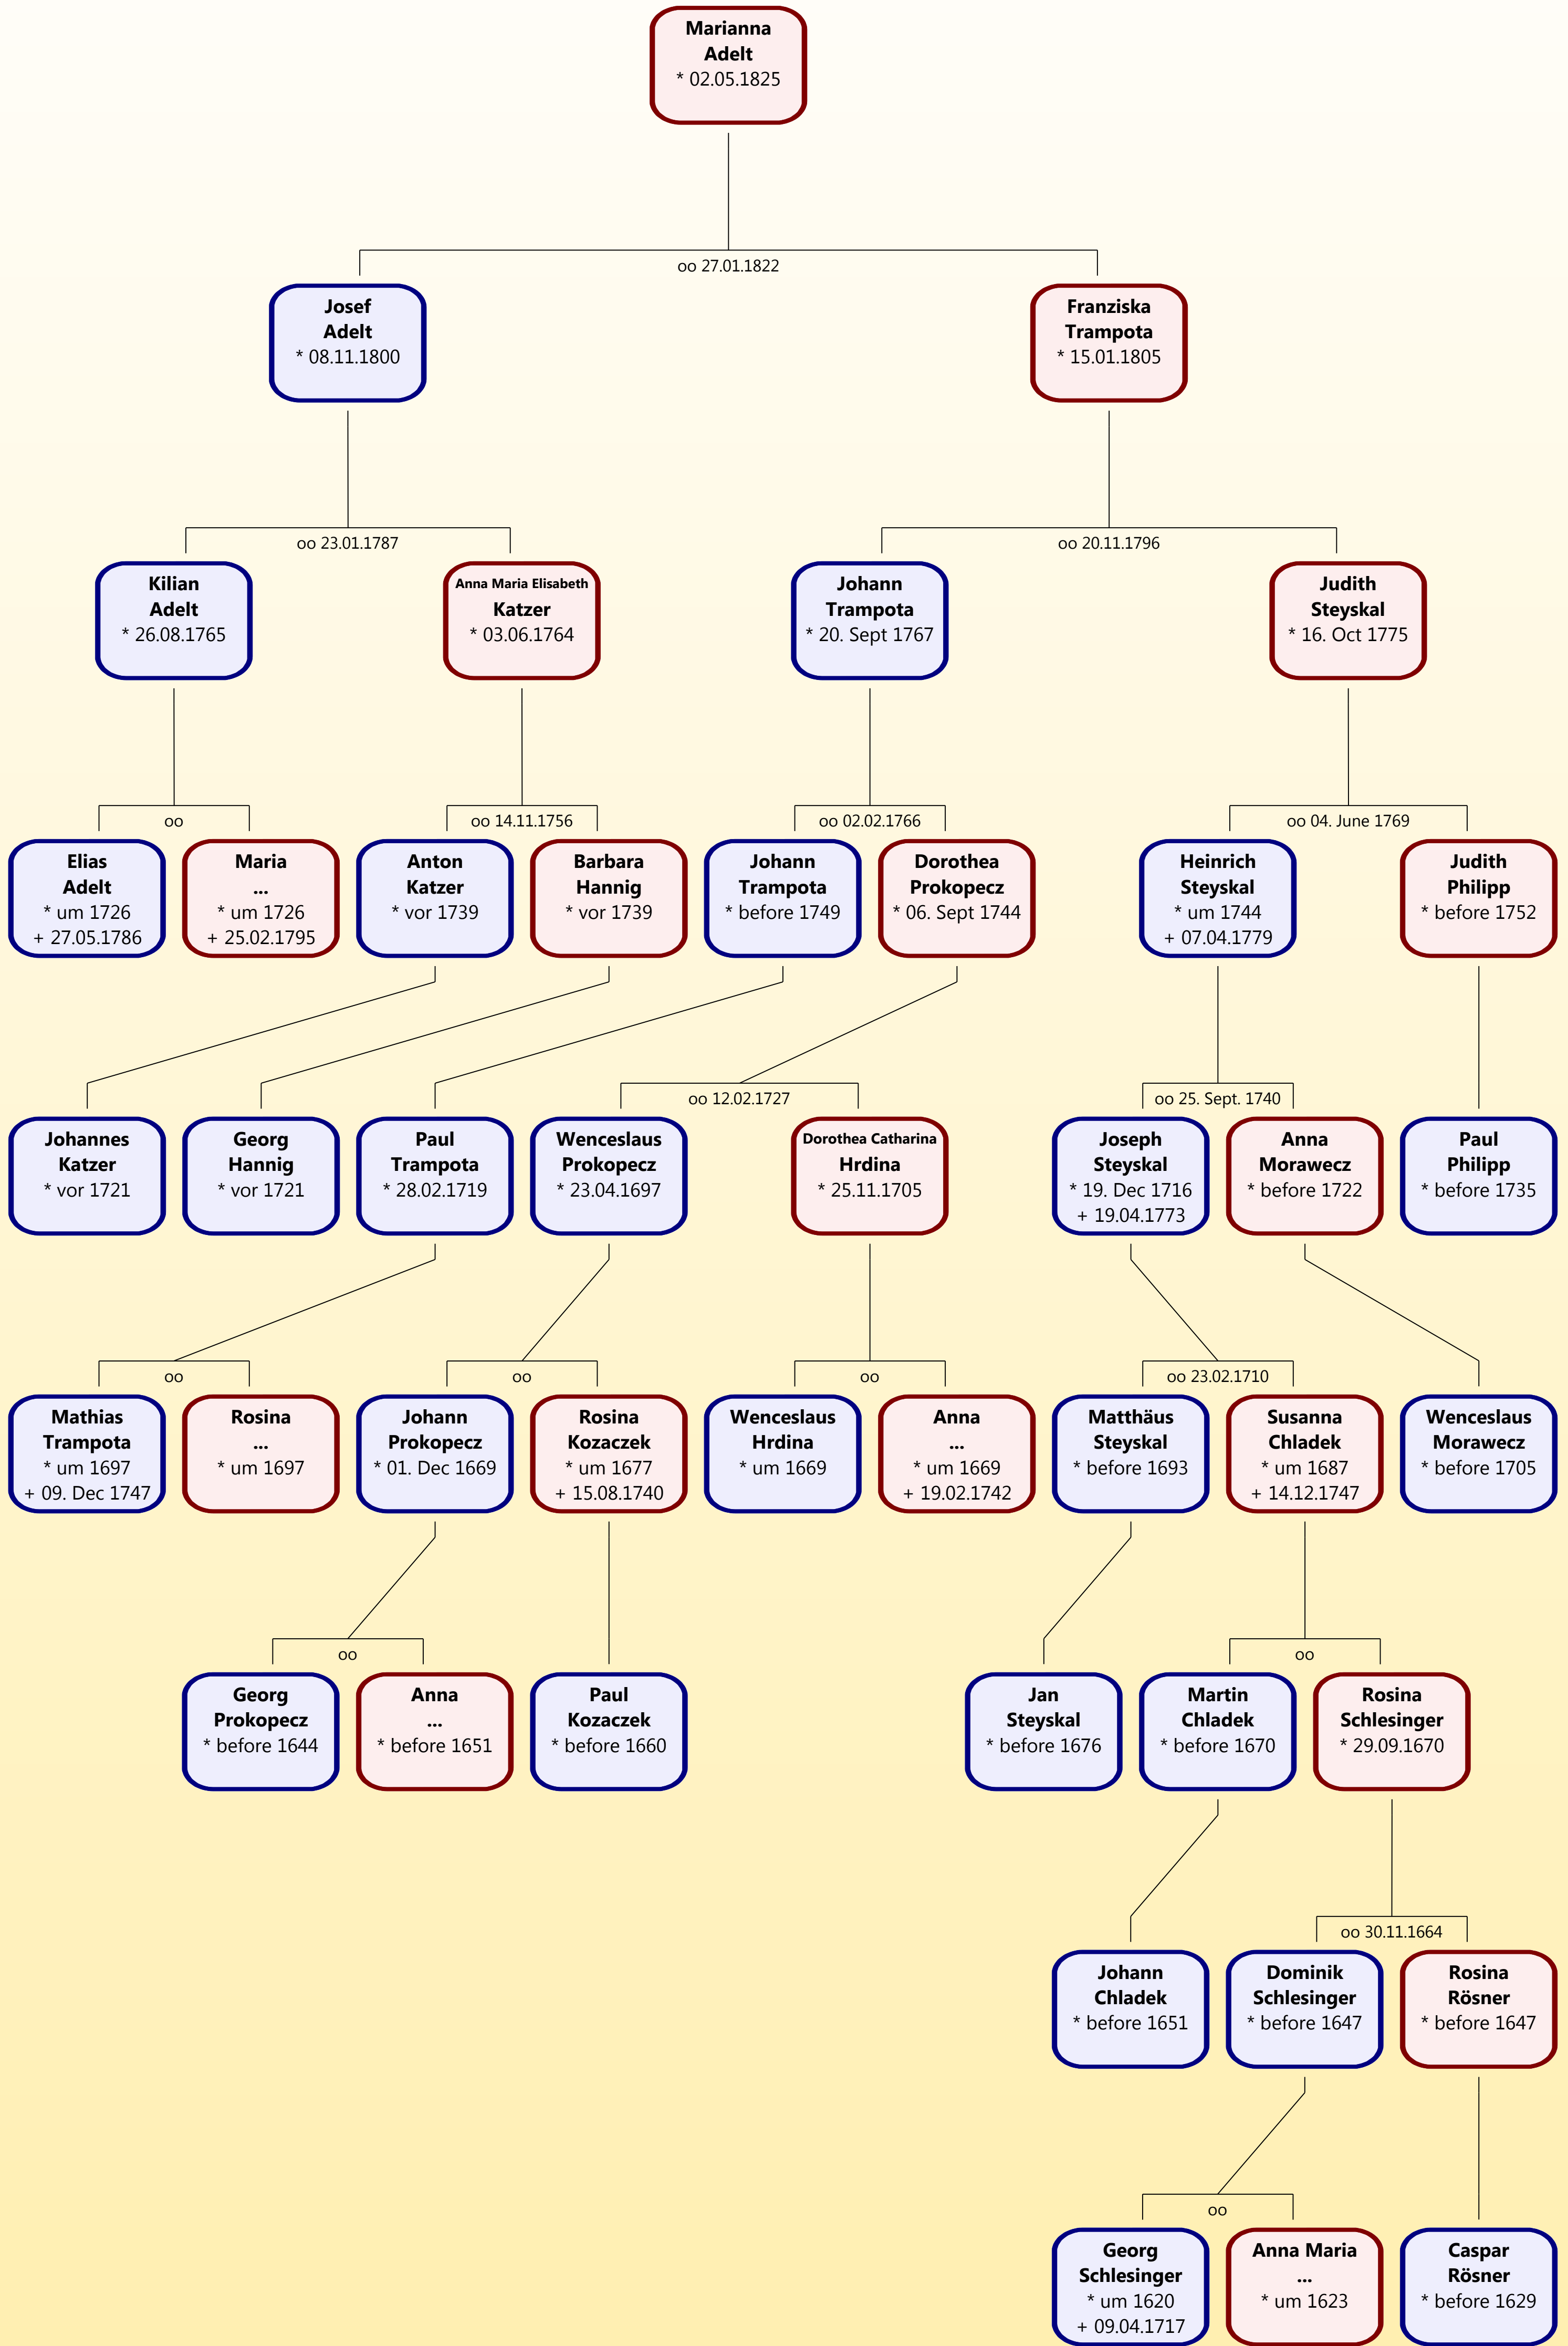 Marianna
Adelt
* 02.05.1825
oo 27.01.1822
Josef
Adelt
* 08.11.1800
Franziska
Trampota
* 15.01.1805
oo 23.01.1787
oo 20.11.1796
Kilian
Adelt
* 26.08.1765
Anna Maria Elisabeth
Katzer
* 03.06.1764
Johann
Trampota
* 20. Sept 1767
Judith
Steyskal
* 16. Oct 1775
oo
oo 14.11.1756
oo 02.02.1766
oo 04. June 1769
Elias
Adelt
* um 1726
+ 27.05.1786
Maria
...
* um 1726
+ 25.02.1795
Anton
Katzer
* vor 1739
Barbara
Hannig
* vor 1739
Johann
Trampota
* before 1749
Dorothea
Prokopecz
* 06. Sept 1744
Heinrich
Steyskal
* um 1744
+ 07.04.1779
Judith
Philipp
* before 1752
oo 12.02.1727
oo 25. Sept. 1740
Johannes
Katzer
* vor 1721
Georg
Hannig
* vor 1721
Paul
Trampota
* 28.02.1719
Wenceslaus
Prokopecz
* 23.04.1697
Dorothea Catharina
Hrdina
* 25.11.1705
Joseph
Steyskal
* 19. Dec 1716
+ 19.04.1773
Anna
Morawecz
* before 1722
Paul
Philipp
* before 1735
oo
oo
oo
oo 23.02.1710
Mathias
Trampota
* um 1697
+ 09. Dec 1747
Rosina
...
* um 1697
Johann
Prokopecz
* 01. Dec 1669
Rosina
Kozaczek
* um 1677
+ 15.08.1740
Wenceslaus
Hrdina
* um 1669
Anna
...
* um 1669
+ 19.02.1742
Matthäus
Steyskal
* before 1693
Susanna
Chladek
* um 1687
+ 14.12.1747
Wenceslaus
Morawecz
* before 1705
oo
oo
Georg
Prokopecz
* before 1644
Anna
...
* before 1651
Paul
Kozaczek
* before 1660
Jan
Steyskal
* before 1676
Martin
Chladek
* before 1670
Rosina
Schlesinger
* 29.09.1670
oo 30.11.1664
Johann
Chladek
* before 1651
Dominik
Schlesinger
* before 1647
Rosina
Rösner
* before 1647
oo
Georg
Schlesinger
* um 1620
+ 09.04.1717
Anna Maria
...
* um 1623
Caspar
Rösner
* before 1629